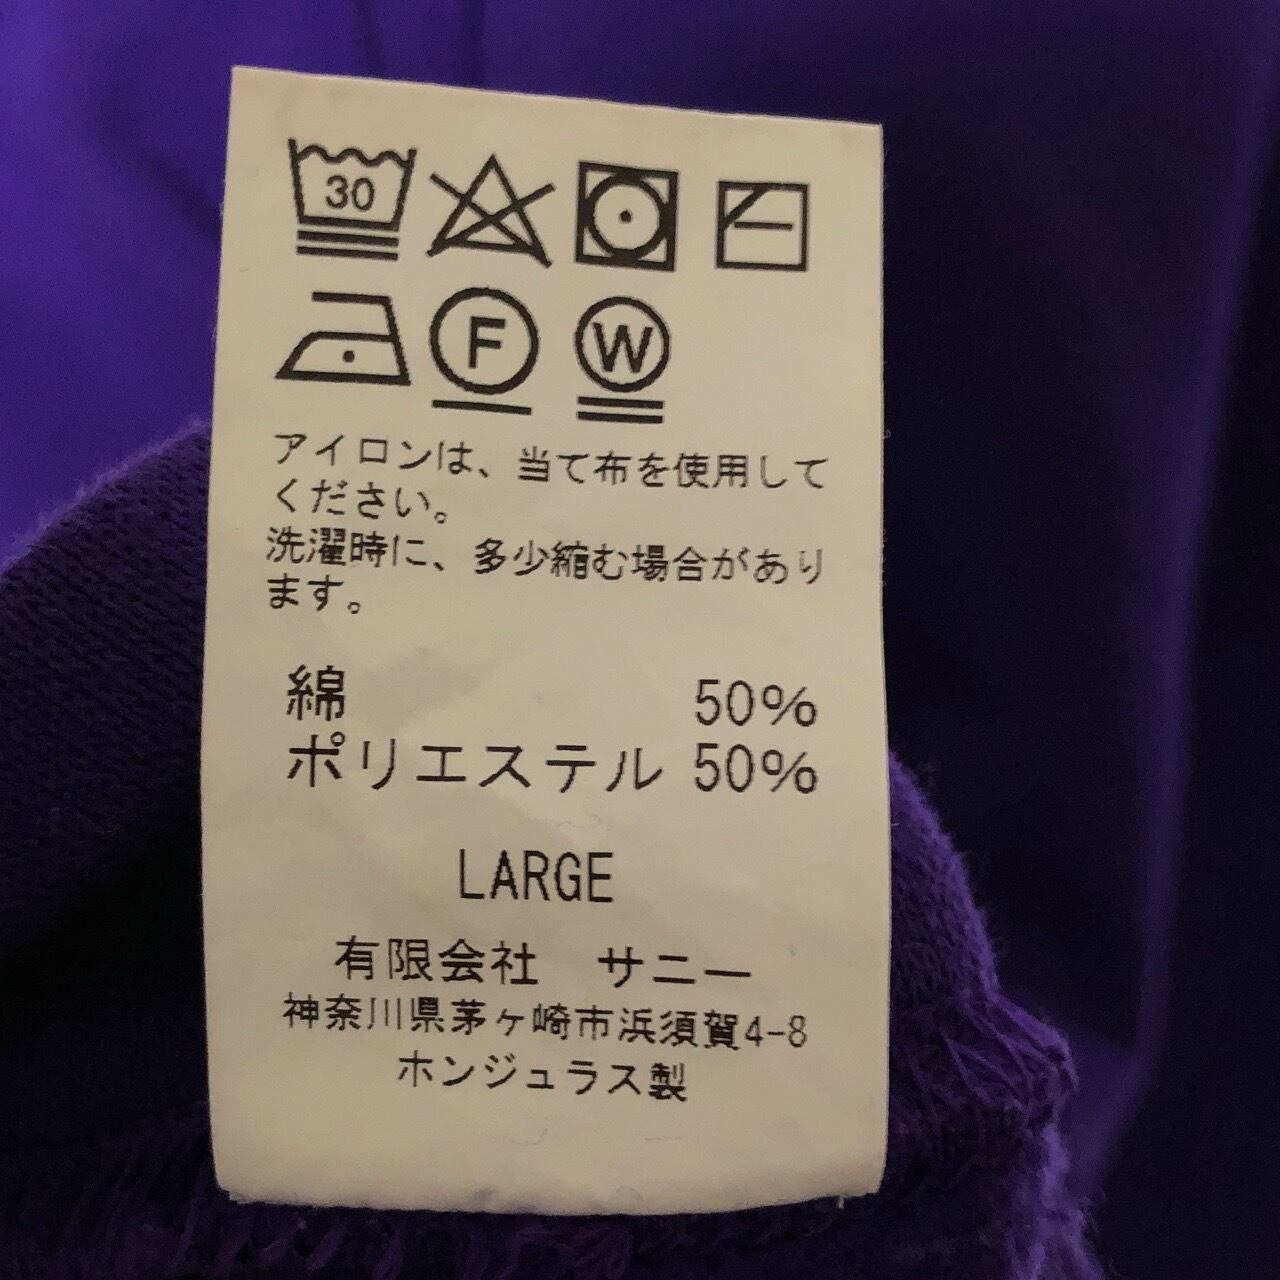 30
F W
アイロンは、当て布を使用して
ください。
洗濯時に、多少縮む場合があり
ます。
綿 50%
ポリエステル 50%
LARGE
有限会社 サニー
神奈川県茅ヶ崎市浜須賀4-8
ホンジュラス製